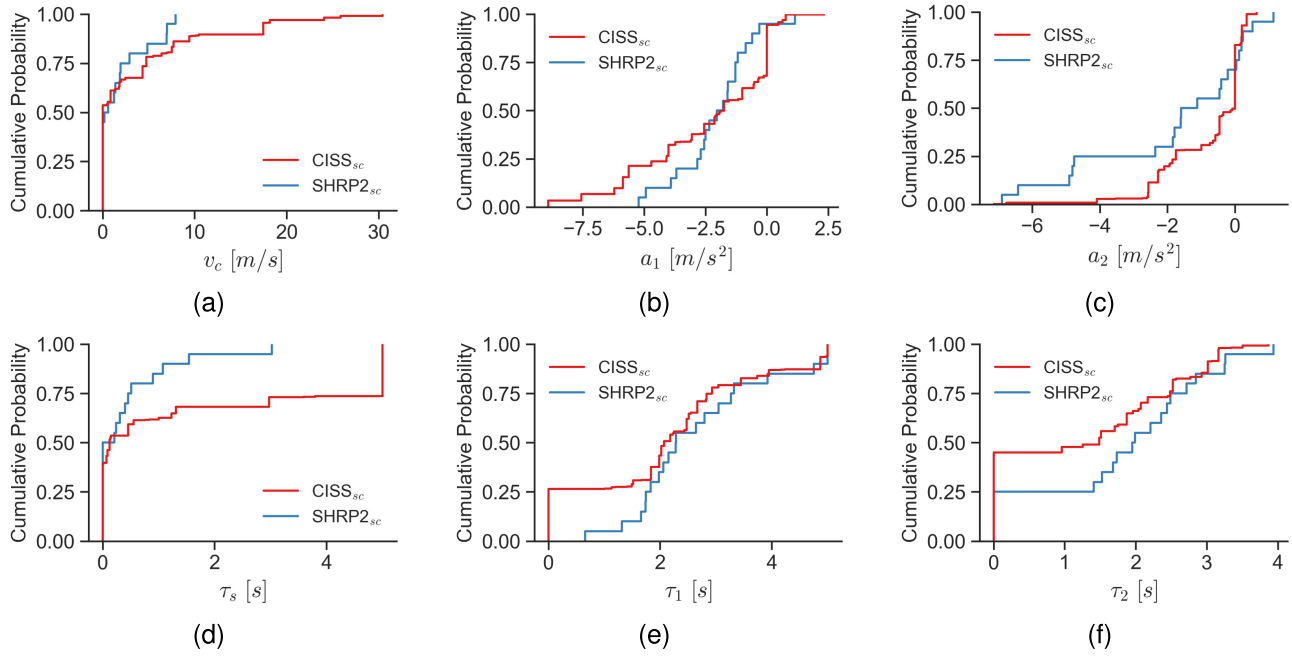 1.00
0.75
0.50
0.25
0.00
Cumulative Probability
CISS_sc
SHRP2_sc
0 10 20 30
v_c [m/s]
(a)
1.00
0.75
0.50
0.25
0.00
Cumulative Probability
CISS_sc
SHRP2_sc
−7.5 −5.0 −2.5 0.0 2.5
a_1 [m/s^2]
(b)
1.00
0.75
0.50
0.25
0.00
Cumulative Probability
CISS_sc
SHRP2_sc
−6 −4 −2 0
a_2 [m/s^2]
(c)
1.00
0.75
0.50
0.25
0.00
Cumulative Probability
CISS_sc
SHRP2_sc
0 2 4
τ_s [s]
(d)
1.00
0.75
0.50
0.25
0.00
Cumulative Probability
CISS_sc
SHRP2_sc
0 2 4
τ_1 [s]
(e)
1.00
0.75
0.50
0.25
0.00
Cumulative Probability
CISS_sc
SHRP2_sc
0 1 2 3 4
τ_2 [s]
(f)